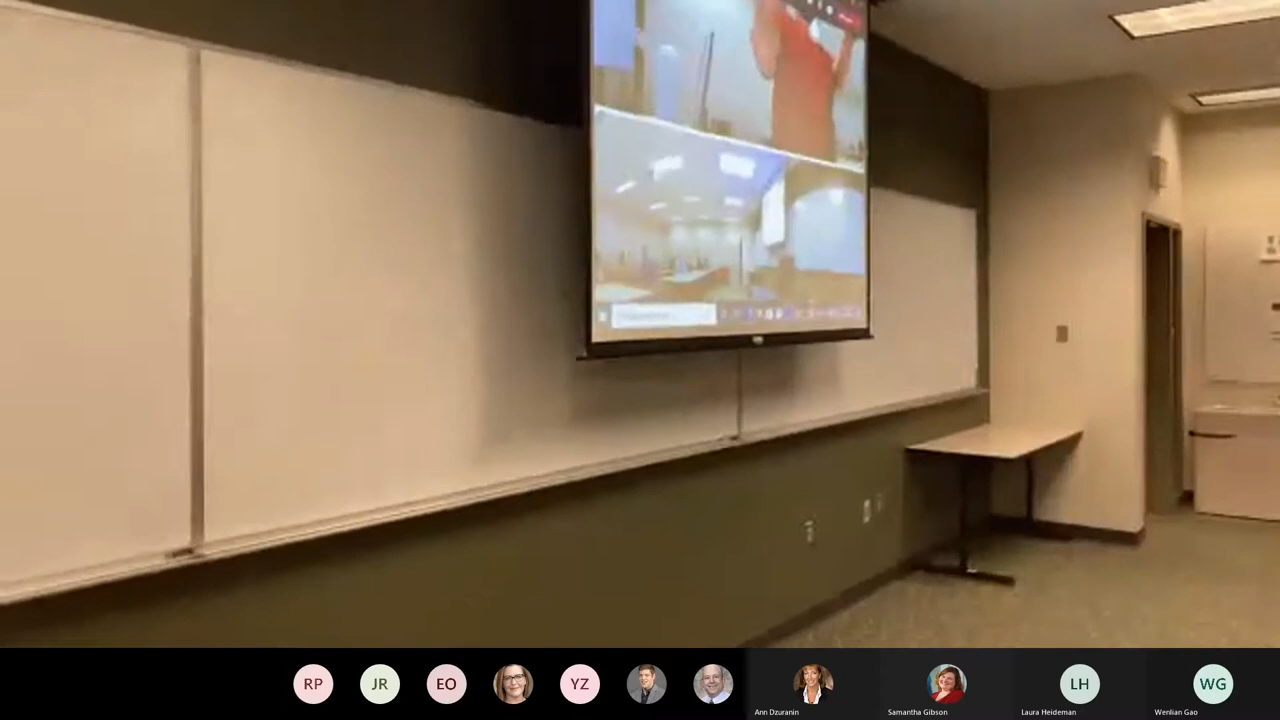 RP
JR
EO
YZ
LH
WG
Ann Dzuranin
Samantha Gibson
Laura Heideman
Wenlian Gao